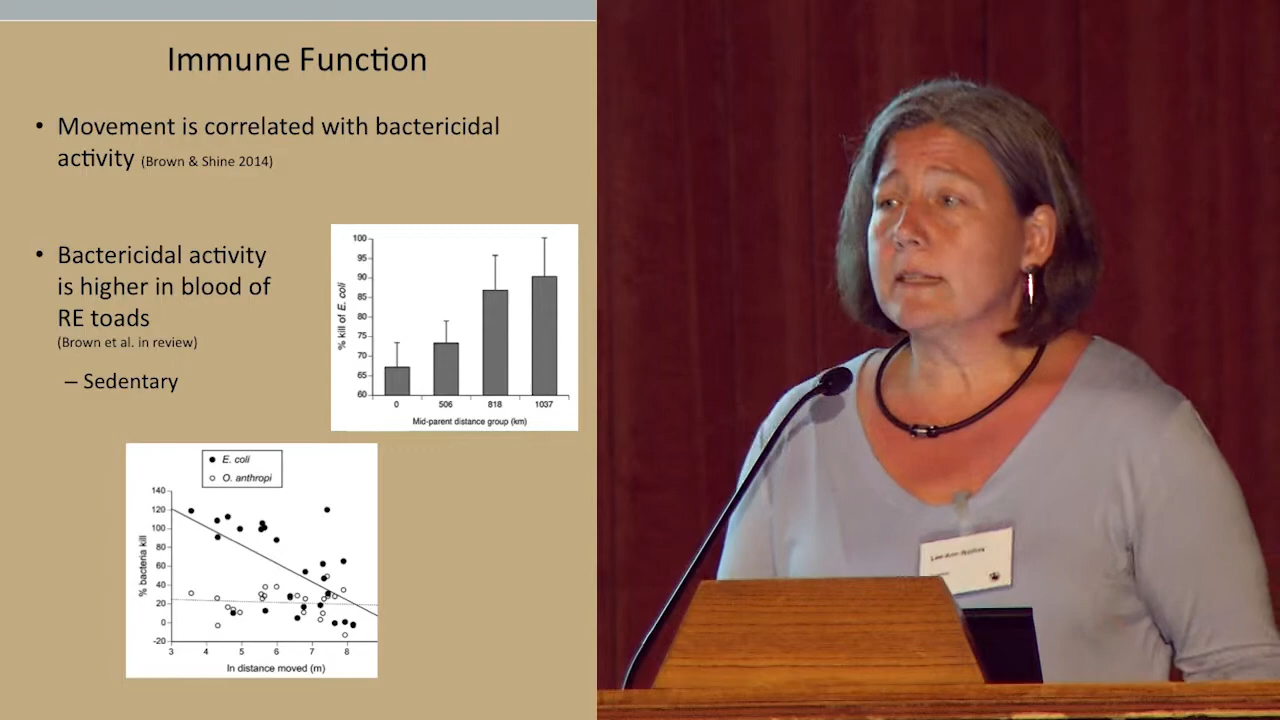 Immune Function
• Movement is correlated with bactericidal
activity (Brown & Shine 2014)
• Bactericidal activity
is higher in blood of
RE toads
(Brown et al. in review)
– Sedentary
100
95
90
85
80
75
70
65
60
% kill of E. coli
0 506 818 1037
Mid-parent distance group (km)
E. coli
O. anthropi
140
120
100
80
60
40
20
0
-20
% bacteria kill
3 4 5 6 7 8
ln distance moved (m)
Lee Ann Rollins